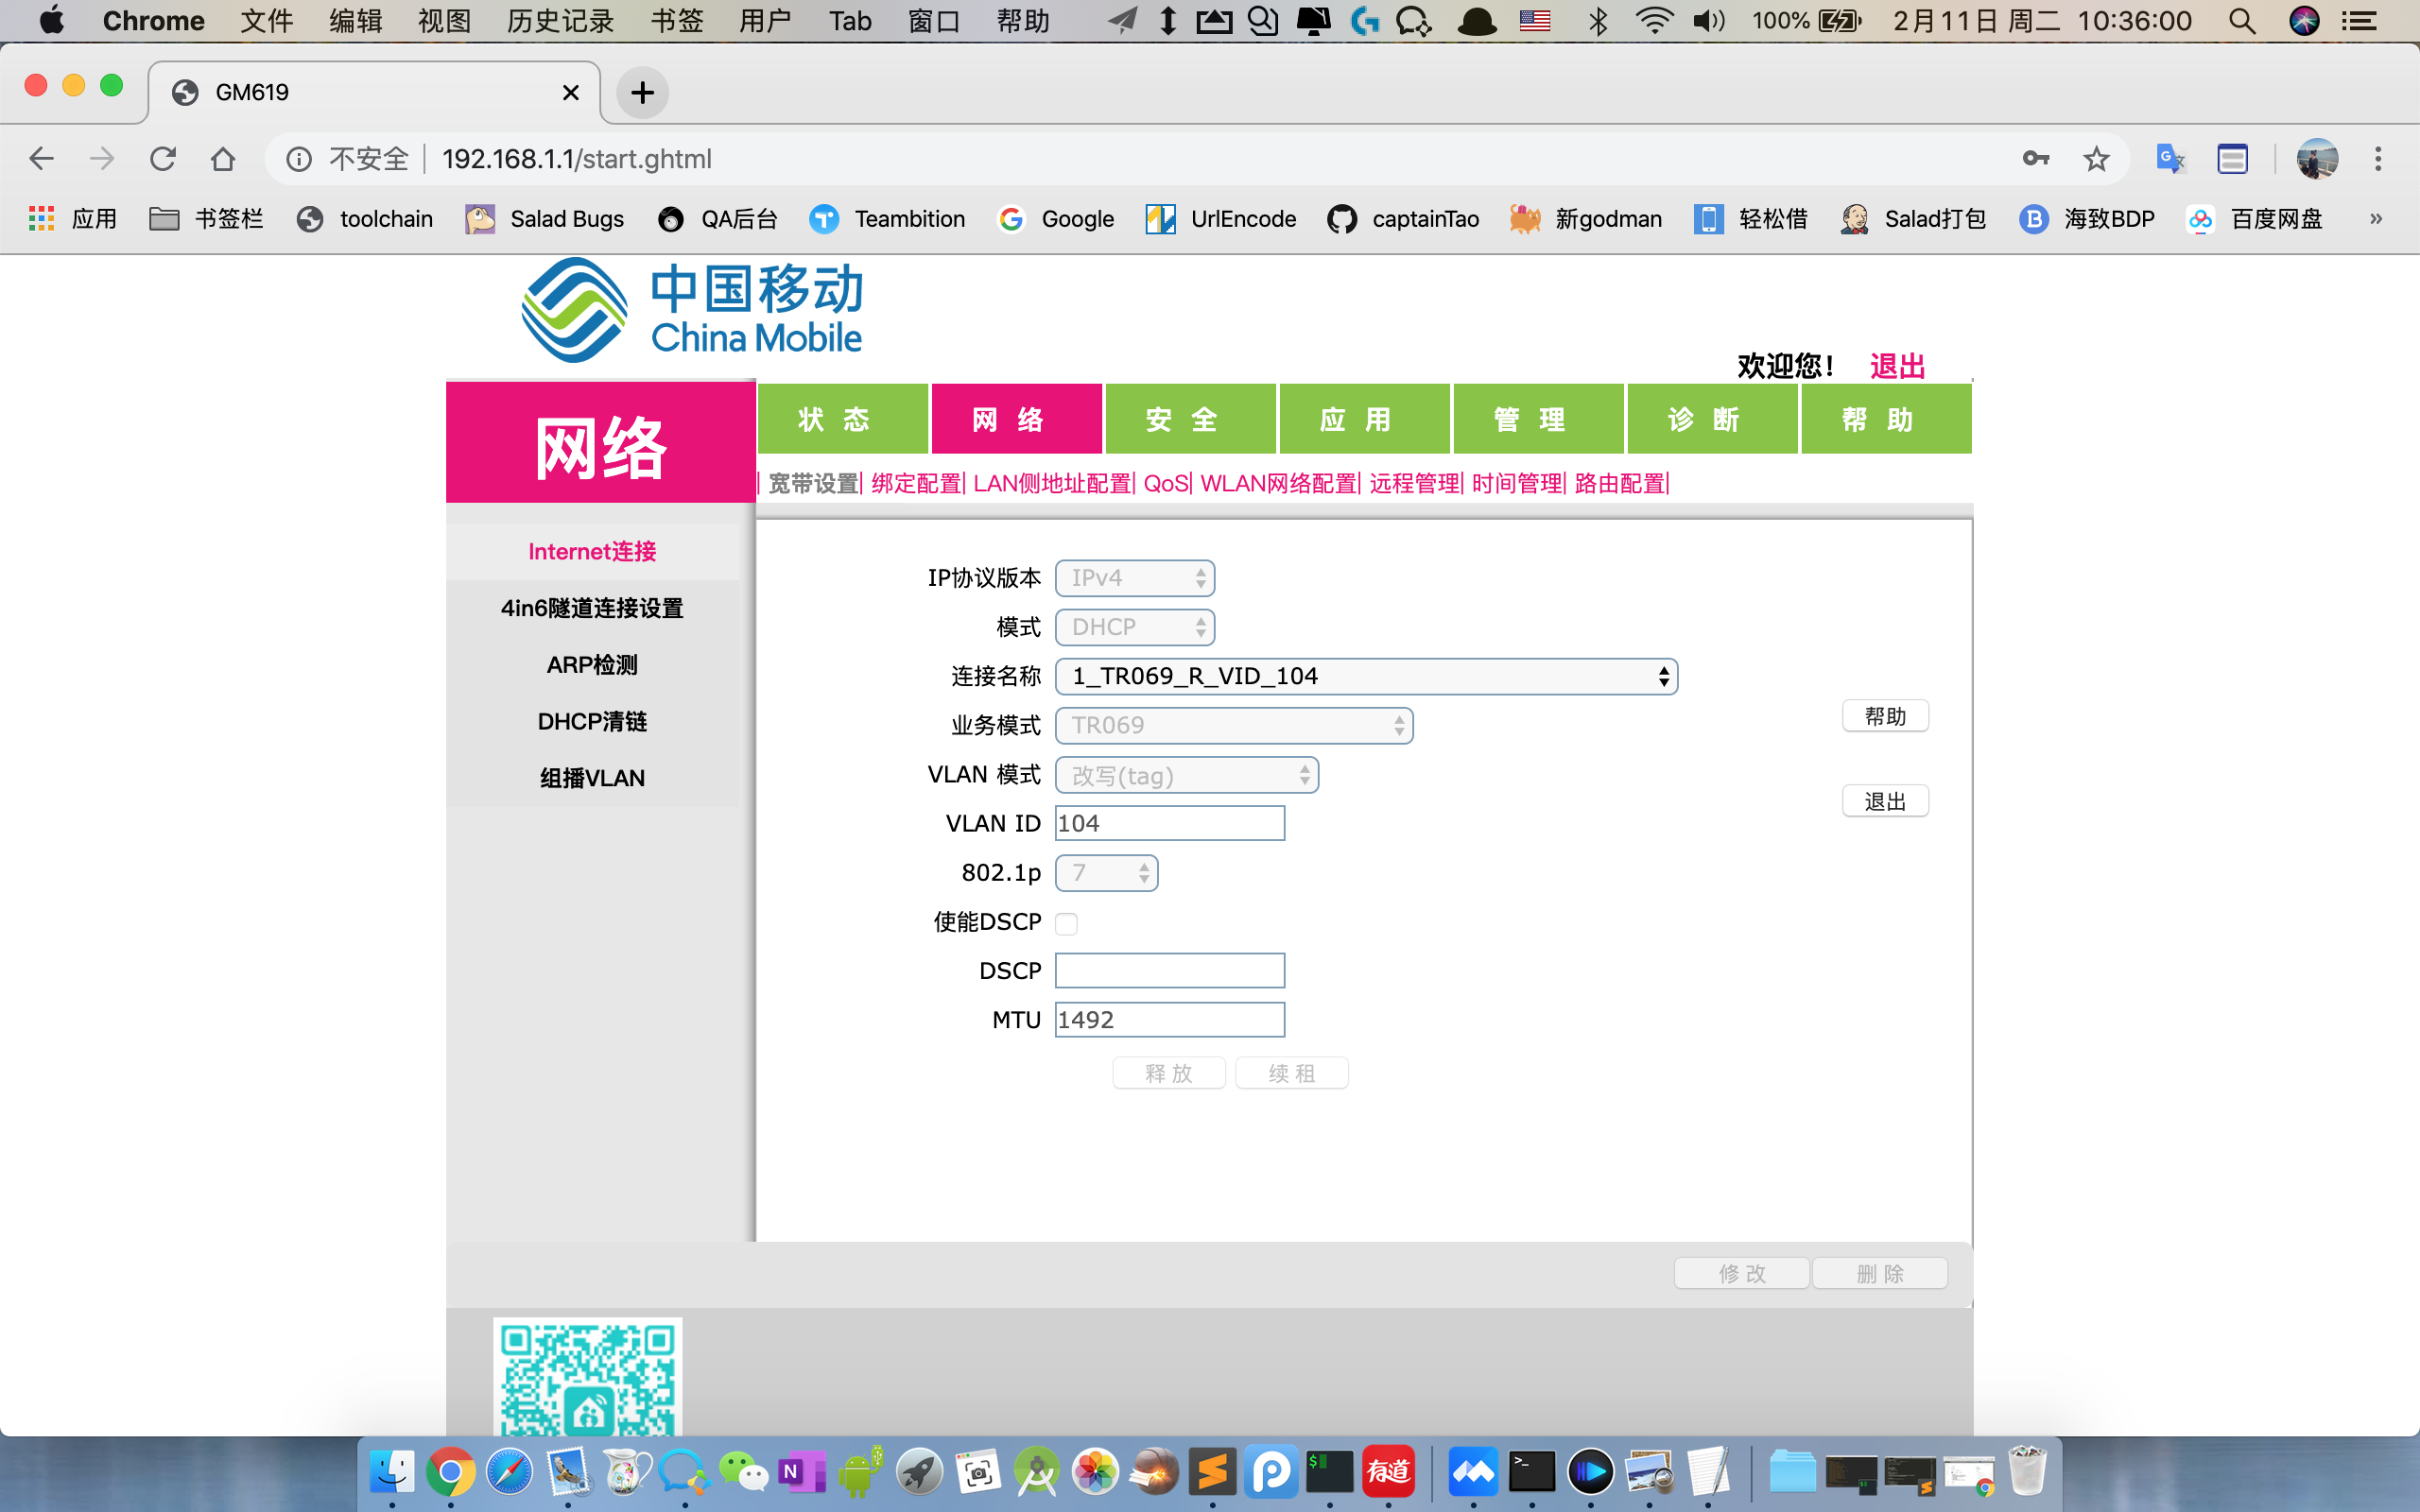 Chrome 文件 编辑 视图 历史记录 书签 用户 Tab 窗口 帮助 100% 2月11日 周二 10:36:00
GM619
不安全 192.168.1.1/start.ghtml
应用 书签栏 toolchain Salad Bugs QA后台 Teambition Google UrlEncode captainTao 新godman 轻松借 Salad打包 海致BDP 百度网盘 »
中国移动
China Mobile
欢迎您！ 退出
网络
状 态 网 络 安 全 应 用 管 理 诊 断 帮 助
| 宽带设置| 绑定配置| LAN侧地址配置| QoS| WLAN网络配置| 远程管理| 时间管理| 路由配置|
Internet连接
4in6隧道连接设置
ARP检测
DHCP清链
组播VLAN
IP协议版本 IPv4
模式 DHCP
连接名称 1_TR069_R_VID_104
业务模式 TR069
VLAN 模式 改写(tag)
VLAN ID 104
802.1p 7
使能DSCP
DSCP
MTU 1492
释 放 续 租
帮助
退出
修 改 删 除
N
$
有道
>_